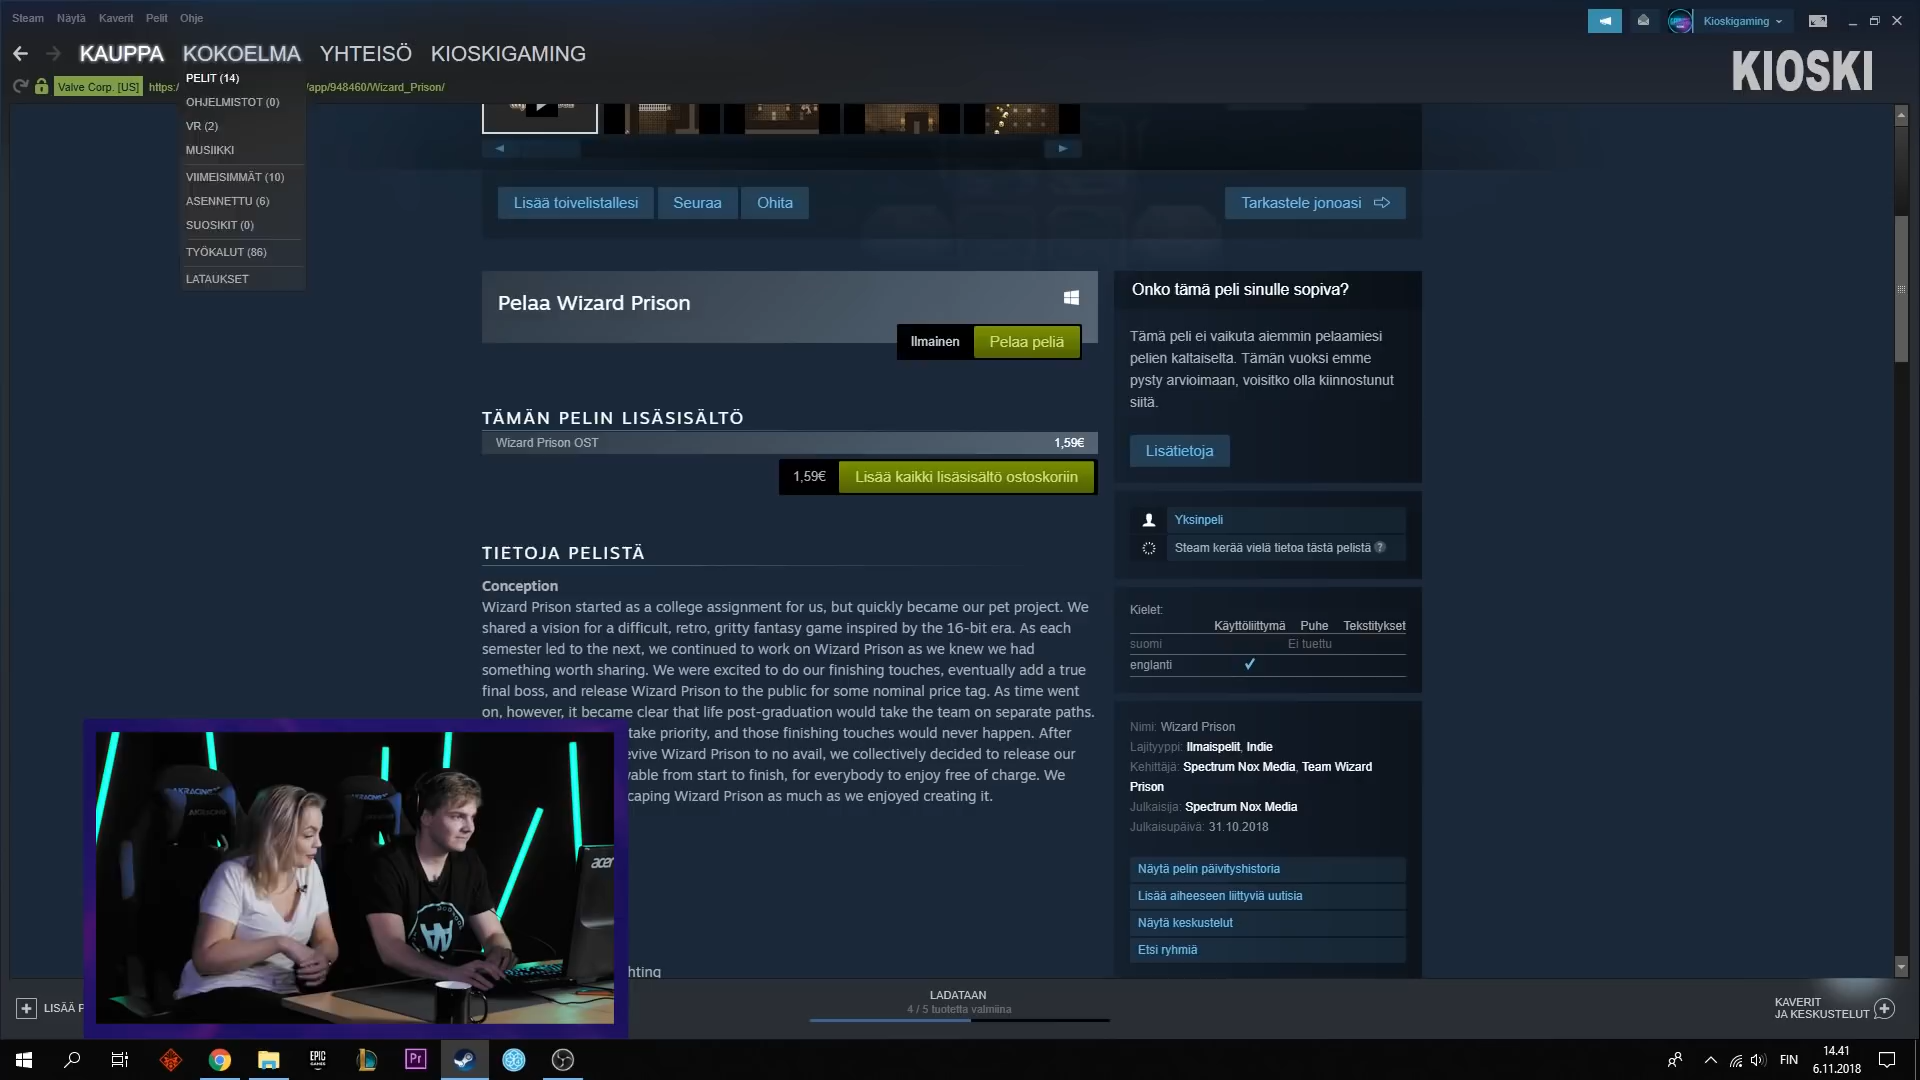 Steam Näytä Kaverit Pelit Ohje
Kioskigaming
KAUPPA KOKOELMA YHTEISÖ KIOSKIGAMING
KIOSKI
Valve Corp. [US] https:/ /app/948460/Wizard_Prison/
PELIT (14)
OHJELMISTOT (0)
VR (2)
MUSIIKKI
VIIMEISIMMÄT (10)
ASENNETTU (6)
SUOSIKIT (0)
TYÖKALUT (86)
LATAUKSET
Lisää toivelistallesi Seuraa Ohita
Tarkastele jonoasi
Pelaa Wizard Prison
Ilmainen Pelaa peliä
TÄMÄN PELIN LISÄSISÄLTÖ
Wizard Prison OST 1,59€
1,59€ Lisää kaikki lisäsisältö ostoskoriin
TIETOJA PELISTÄ
Conception
Wizard Prison started as a college assignment for us, but quickly became our pet project. We
shared a vision for a difficult, retro, gritty fantasy game inspired by the 16-bit era. As each
semester led to the next, we continued to work on Wizard Prison as we knew we had
something worth sharing. We were excited to do our finishing touches, eventually add a true
final boss, and release Wizard Prison to the public for some nominal price tag. As time went
on, however, it became clear that life post-graduation would take the team on separate paths.
take priority, and those finishing touches would never happen. After
evive Wizard Prison to no avail, we collectively decided to release our
able from start to finish, for everybody to enjoy free of charge. We
caping Wizard Prison as much as we enjoyed creating it.
hting
Onko tämä peli sinulle sopiva?
Tämä peli ei vaikuta aiemmin pelaamiesi
pelien kaltaiselta. Tämän vuoksi emme
pysty arvioimaan, voisitko olla kiinnostunut
siitä.
Lisätietoja
Yksinpeli
Steam kerää vielä tietoa tästä pelistä ?
Kielet:
Käyttöliittymä Puhe Tekstitykset
suomi Ei tuettu
englanti ✓
Nimi: Wizard Prison
Lajityyppi: Ilmaispelit, Indie
Kehittäjä: Spectrum Nox Media, Team Wizard
Prison
Julkaisija: Spectrum Nox Media
Julkaisupäivä: 31.10.2018
Näytä pelin päivityshistoria
Lisää aiheeseen liittyviä uutisia
Näytä keskustelut
Etsi ryhmiä
AKRACING
AKRACING
acer
LISÄÄ P
LADATAAN
4 / 5 tuotetta valmiina
KAVERIT
JA KESKUSTELUT
EPIC
GAMES
Pr
FIN
14.41
6.11.2018